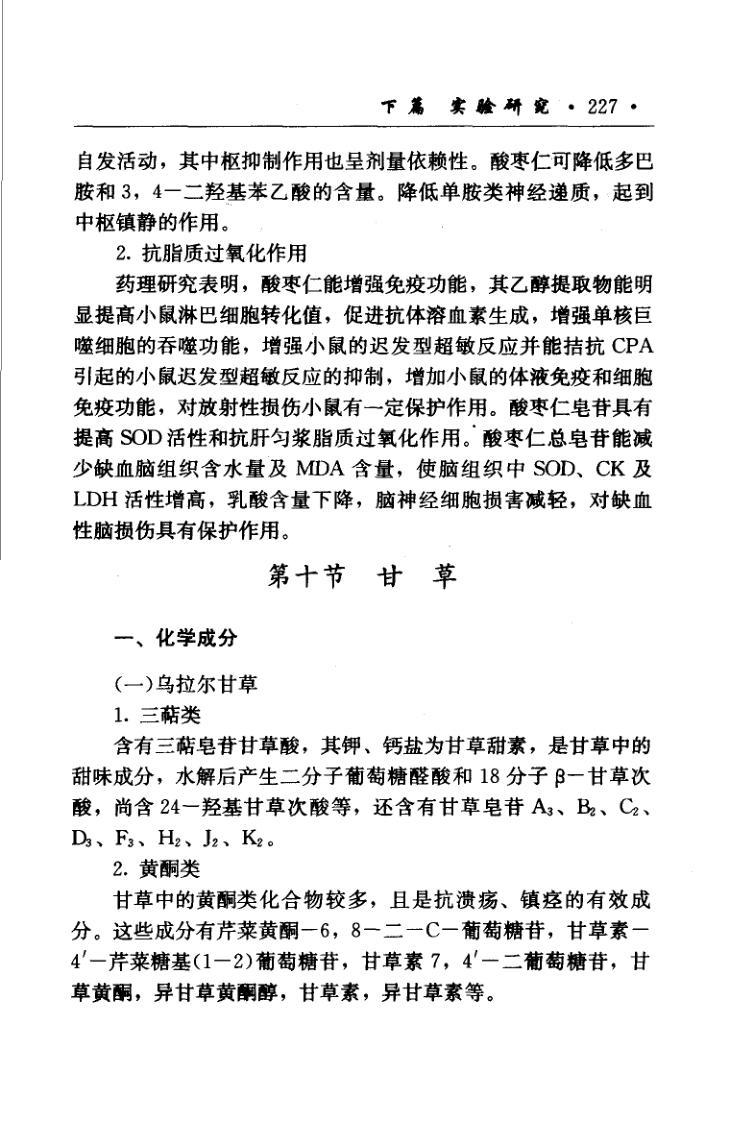 下篇 实验研究 · 227 ·
自发活动，其中枢抑制作用也呈剂量依赖性。酸枣仁可降低多巴
胺和 3，4－二羟基苯乙酸的含量。降低单胺类神经递质，起到
中枢镇静的作用。
2. 抗脂质过氧化作用
药理研究表明，酸枣仁能增强免疫功能，其乙醇提取物能明
显提高小鼠淋巴细胞转化值，促进抗体溶血素生成，增强单核巨
噬细胞的吞噬功能，增强小鼠的迟发型超敏反应并能拮抗 CPA
引起的小鼠迟发型超敏反应的抑制，增加小鼠的体液免疫和细胞
免疫功能，对放射性损伤小鼠有一定保护作用。酸枣仁皂苷具有
提高 SOD 活性和抗肝匀浆脂质过氧化作用。酸枣仁总皂苷能减
少缺血脑组织含水量及 MDA 含量，使脑组织中 SOD、CK 及
LDH 活性增高，乳酸含量下降，脑神经细胞损害减轻，对缺血
性脑损伤具有保护作用。
第十节 甘 草
一、化学成分
(一)乌拉尔甘草
1. 三萜类
含有三萜皂苷甘草酸，其钾、钙盐为甘草甜素，是甘草中的
甜味成分，水解后产生二分子葡萄糖醛酸和 18 分子 β－甘草次
酸，尚含 24－羟基甘草次酸等，还含有甘草皂苷 A₃、B₂、C₂、
D₃、F₃、H₂、J₂、K₂。
2. 黄酮类
甘草中的黄酮类化合物较多，且是抗溃疡、镇痉的有效成
分。这些成分有芹菜黄酮－6，8－二－C－葡萄糖苷，甘草素－
4′－芹菜糖基(1－2)葡萄糖苷，甘草素 7，4′－二葡萄糖苷，甘
草黄酮，异甘草黄酮醇，甘草素，异甘草素等。